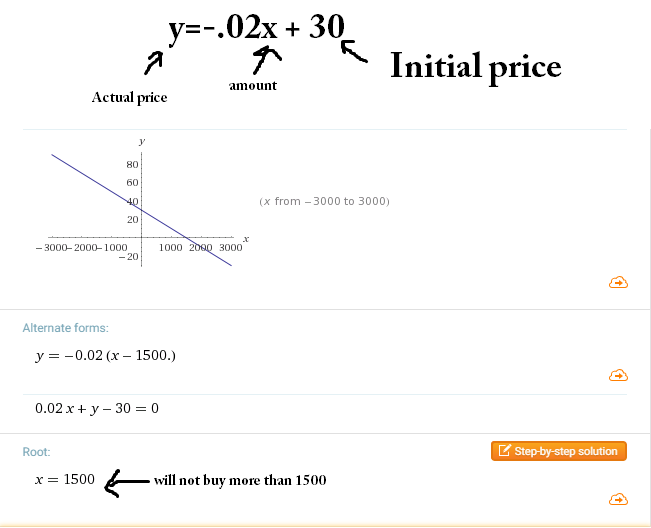 y=-.02x + 30
Initial price
amount
Actual price
y
80
60
40
20
(x from −3000 to 3000)
x
−3000 −2000 −1000 1000 2000 3000
−20
Alternate forms:
y = −0.02 (x − 1500.)
0.02 x + y − 30 = 0
Root:
Step-by-step solution
x = 1500
will not buy more than 1500